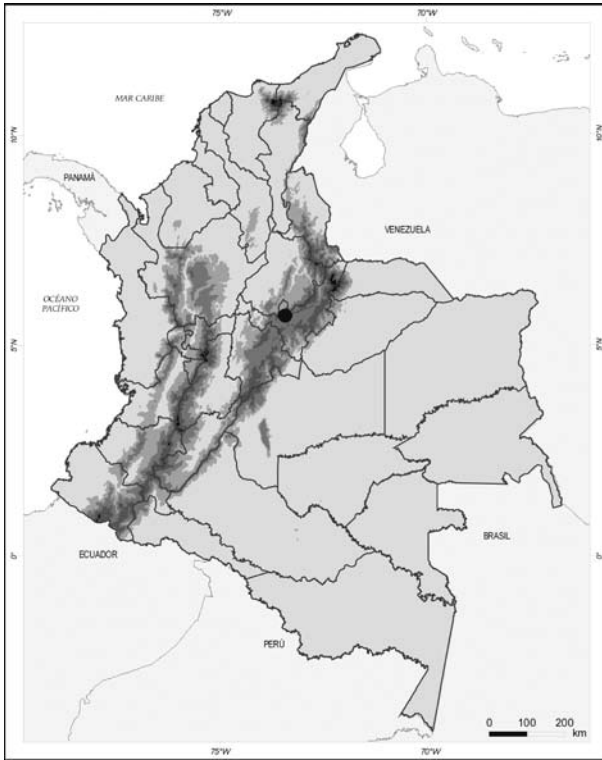 75°W 70°W
MAR CARIBE
10°N 10°N
PANAMÁ
VENEZUELA
OCÉANO
PACÍFICO
5°N 5°N
BRASIL
ECUADOR
0° 0°
PERÚ
0 100 200
km
75°W 70°W